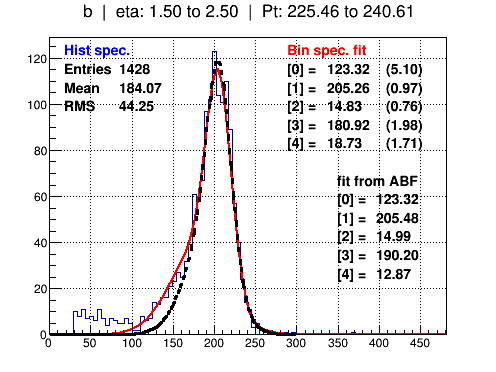 b | eta: 1.50 to 2.50 | Pt: 225.46 to 240.61
Hist spec.
Entries 1428
Mean 184.07
RMS 44.25
Bin spec. fit
[0] = 123.32 (5.10)
[1] = 205.26 (0.97)
[2] = 14.83 (0.76)
[3] = 180.92 (1.98)
[4] = 18.73 (1.71)
fit from ABF
[0] = 123.32
[1] = 205.48
[2] = 14.99
[3] = 190.20
[4] = 12.87
120
100
80
60
40
20
0
0 50 100 150 200 250 300 350 400 450